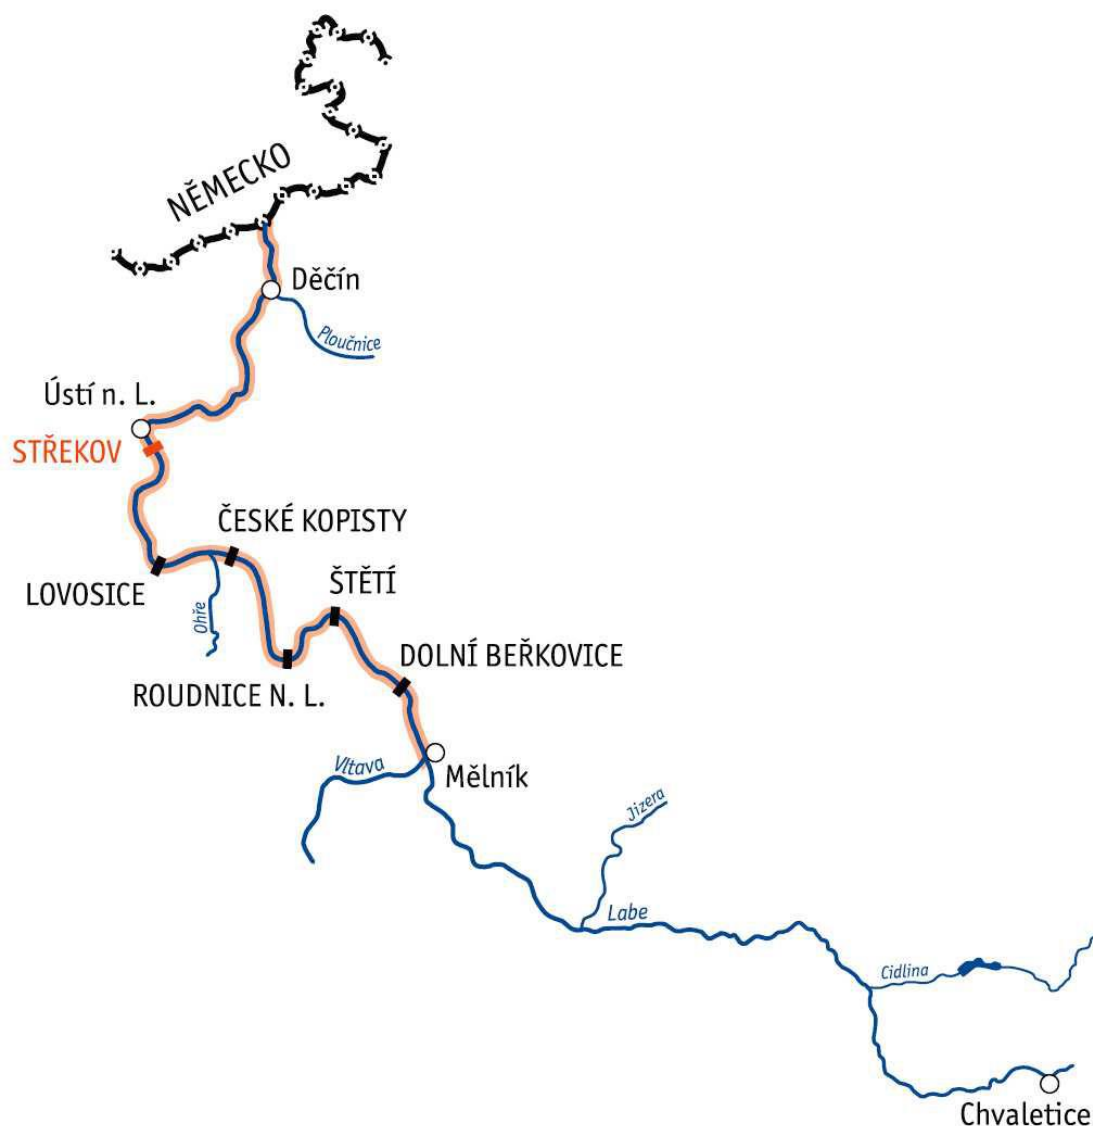 NĚMECKO
Děčín
Ploučnice
Ústí n. L.
STŘEKOV
ČESKÉ KOPISTY
LOVOSICE
ŠTĚTÍ
Ohře
DOLNÍ BEŘKOVICE
ROUDNICE N. L.
Vltava
Mělník
Jizera
Labe
Cidlina
Chvaletice